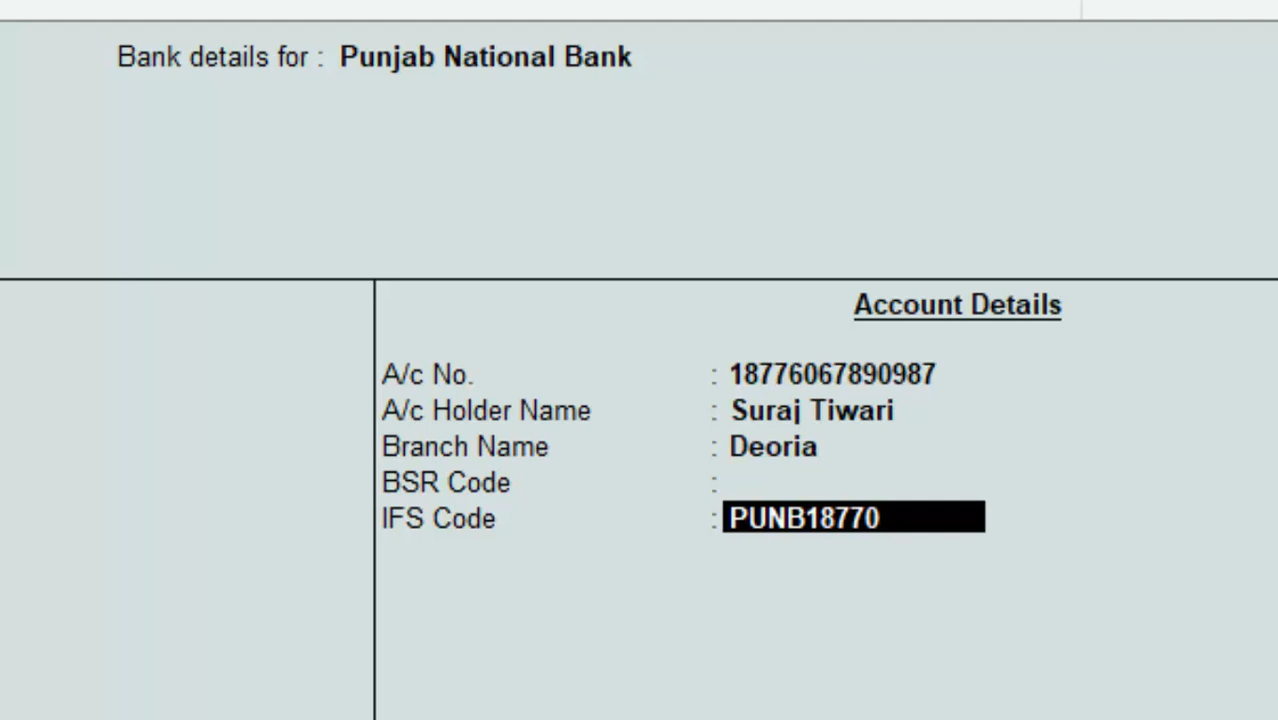 Bank details for : Punjab National Bank
Account Details
A/c No. : 18776067890987
A/c Holder Name : Suraj Tiwari
Branch Name : Deoria
BSR Code :
IFS Code : PUNB18770